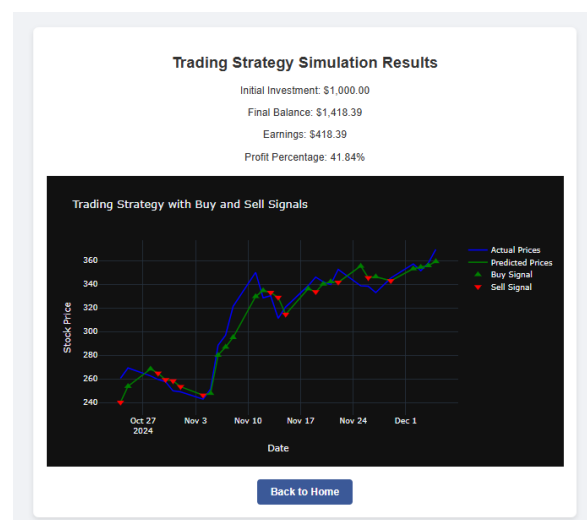 Trading Strategy Simulation Results
Initial Investment: $1,000.00
Final Balance: $1,418.39
Earnings: $418.39
Profit Percentage: 41.84%
Trading Strategy with Buy and Sell Signals
Actual Prices
Predicted Prices
Buy Signal
Sell Signal
Stock Price
360
340
320
300
280
260
240
Oct 27
2024
Nov 3
Nov 10
Nov 17
Nov 24
Dec 1
Date
Back to Home